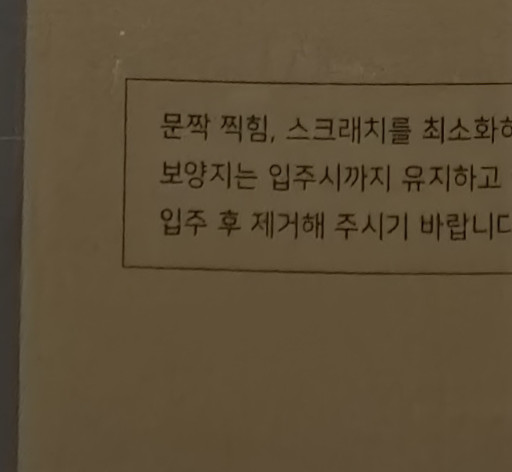 문짝 찍힘, 스크래치를 최소화하
보양지는 입주시까지 유지하고
입주 후 제거해 주시기 바랍니다